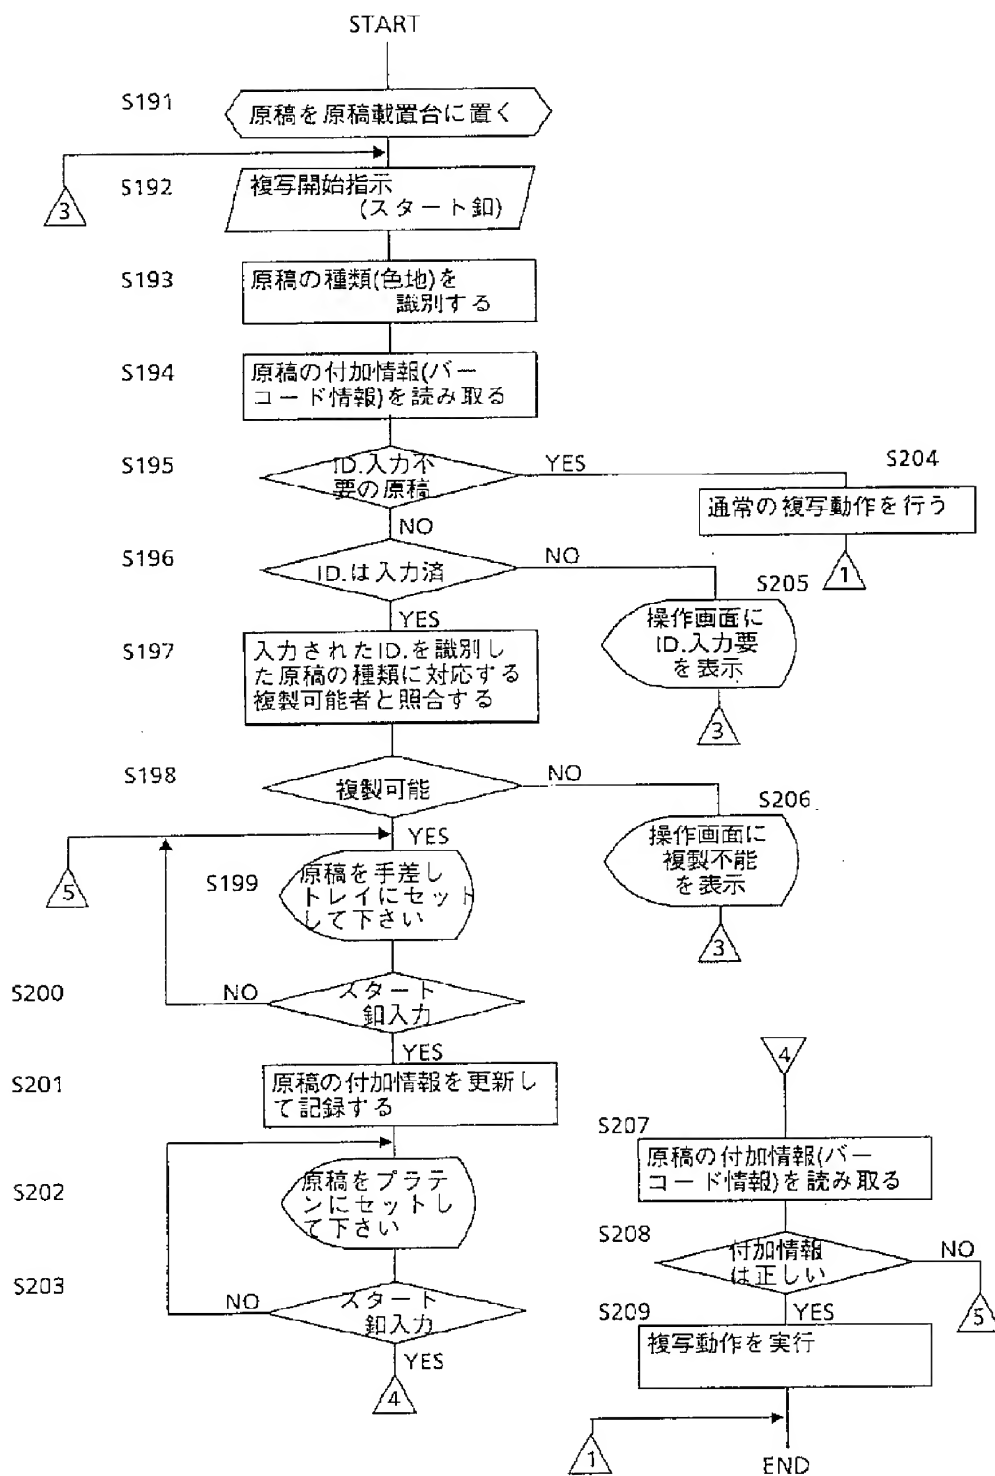 START
S191
原稿を原稿載置台に置く
3
S192
複写開始指示
(スタート釦)
S193
原稿の種類(色地)を
識別する
S194
原稿の付加情報(バー
コード情報)を読み取る
S195
ID.入力不
要の原稿
YES
NO
S204
通常の複写動作を行う
1
S196
ID.は入力済
NO
YES
S205
操作画面に
ID.入力要
を表示
3
S197
入力されたID.を識別し
た原稿の種類に対応する
複製可能者と照合する
S198
複製可能
NO
YES
S206
操作画面に
複製不能
を表示
3
5
S199
原稿を手差し
トレイにセット
して下さい
S200
スタート
釦入力
NO
YES
S201
原稿の付加情報を更新し
て記録する
S202
原稿をプラテ
ンにセットし
て下さい
S203
スタート
釦入力
NO
YES
4
4
S207
原稿の付加情報(バー
コード情報)を読み取る
S208
付加情報
は正しい
NO
5
YES
S209
複写動作を実行
1
END